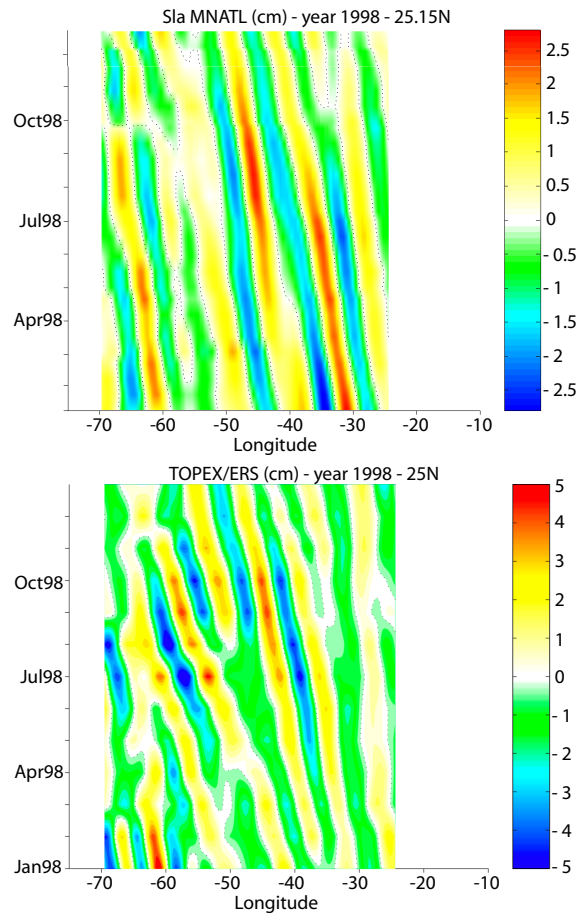 Sla MNATL (cm) - year 1998 - 25.15N
Oct98
Jul98
Apr98
-70 -60 -50 -40 -30 -20 -10
Longitude
2.5
2
1.5
1
0.5
0
- 0.5
- 1
- 1.5
- 2
- 2.5
TOPEX/ERS (cm) - year 1998 - 25N
Oct98
Jul98
Apr98
Jan98
-70 -60 -50 -40 -30 -20 -10
Longitude
5
4
3
2
1
0
- 1
- 2
- 3
- 4
- 5